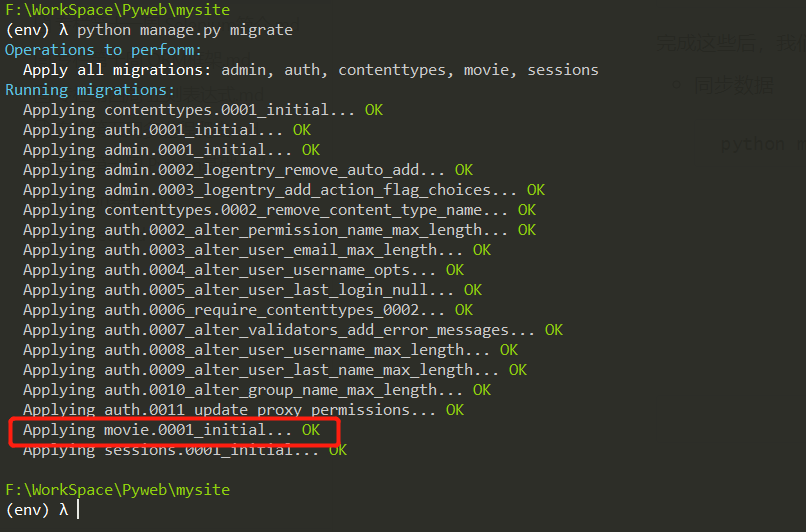 F:\WorkSpace\Pyweb\mysite
(env) λ python manage.py migrate
Operations to perform:
完成这些后，我
Apply all migrations: admin, auth, contenttypes, movie, sessions
同步数据
Running migrations:
Applying contenttypes.0001_initial... OK
Applying auth.0001_initial... OK
python
Applying admin.0001_initial... OK
Applying admin.0002_logentry_remove_auto_add... OK
Applying admin.0003_logentry_add_action_flag_choices... OK
Applying contenttypes.0002_remove_content_type_name... OK
Applying auth.0002_alter_permission_name_max_length... OK
Applying auth.0003_alter_user_email_max_length... OK
Applying auth.0004_alter_user_username_opts... OK
Applying auth.0005_alter_user_last_login_null... OK
Applying auth.0006_require_contenttypes_0002... OK
Applying auth.0007_alter_validators_add_error_messages... OK
Applying auth.0008_alter_user_username_max_length... OK
Applying auth.0009_alter_user_last_name_max_length... OK
Applying auth.0010_alter_group_name_max_length... OK
Applying auth.0011_update_proxy_permissions... OK
Applying movie.0001_initial... OK
Applying sessions.0001_initial... OK
F:\WorkSpace\Pyweb\mysite
(env) λ